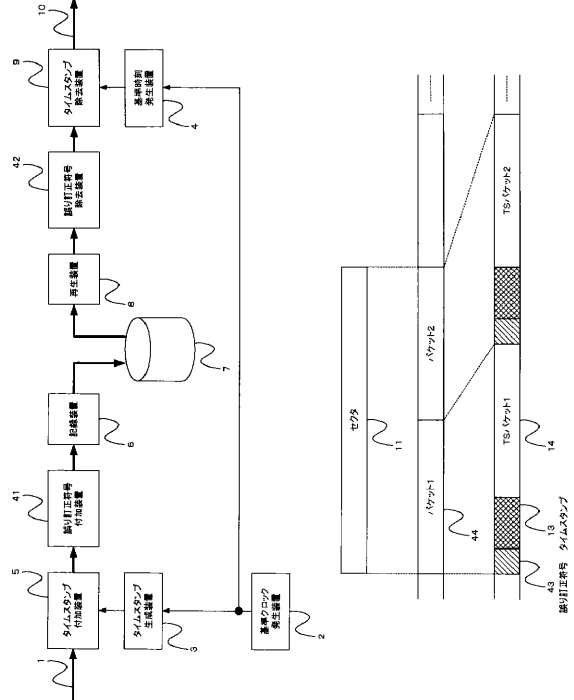 1
タイムスタンプ
付加装置
5
タイムスタンプ
生成装置
3
基準クロック
発生装置
2
誤り訂正符号
付加装置
41
記録装置
6
7
再生装置
8
誤り訂正符号
除去装置
42
タイムスタンプ
除去装置
9
基準時刻
発生装置
4
10
セクタ
11
パケット1
パケット2
44
TSパケット1
TSパケット2
14
13
タイムスタンプ
43
誤り訂正符号